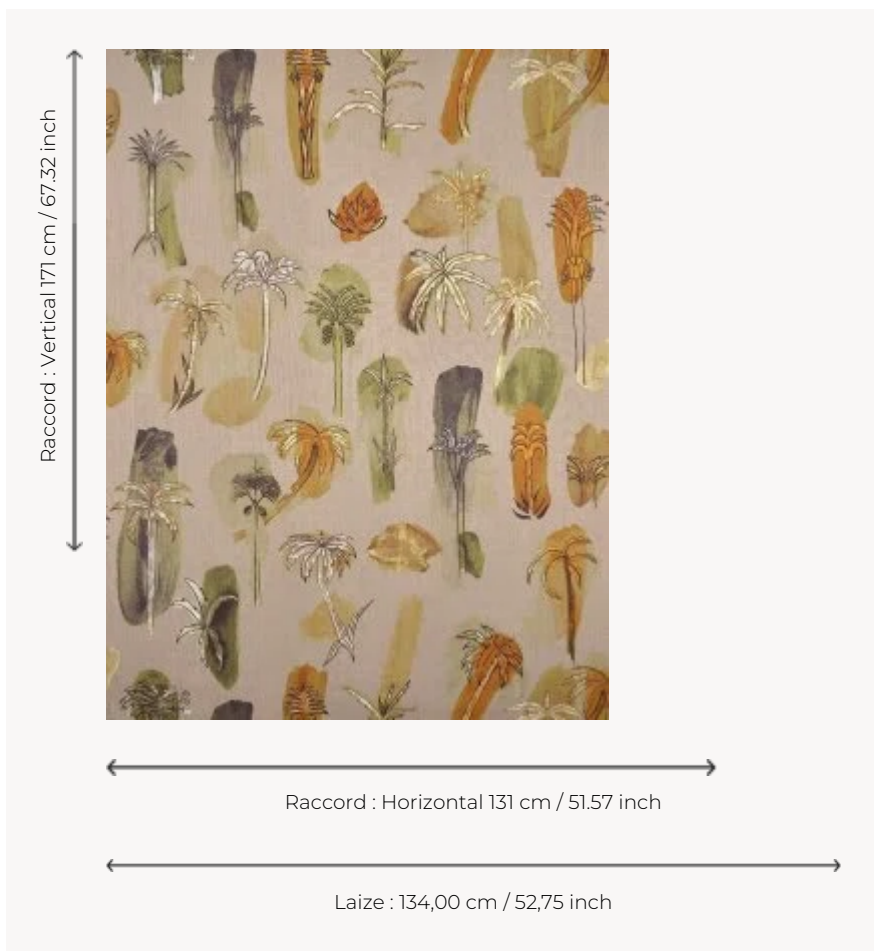 Raccord : Vertical 171 cm / 67.32 inch
Raccord : Horizontal 131 cm / 51.57 inch
Laize : 134,00 cm / 52,75 inch